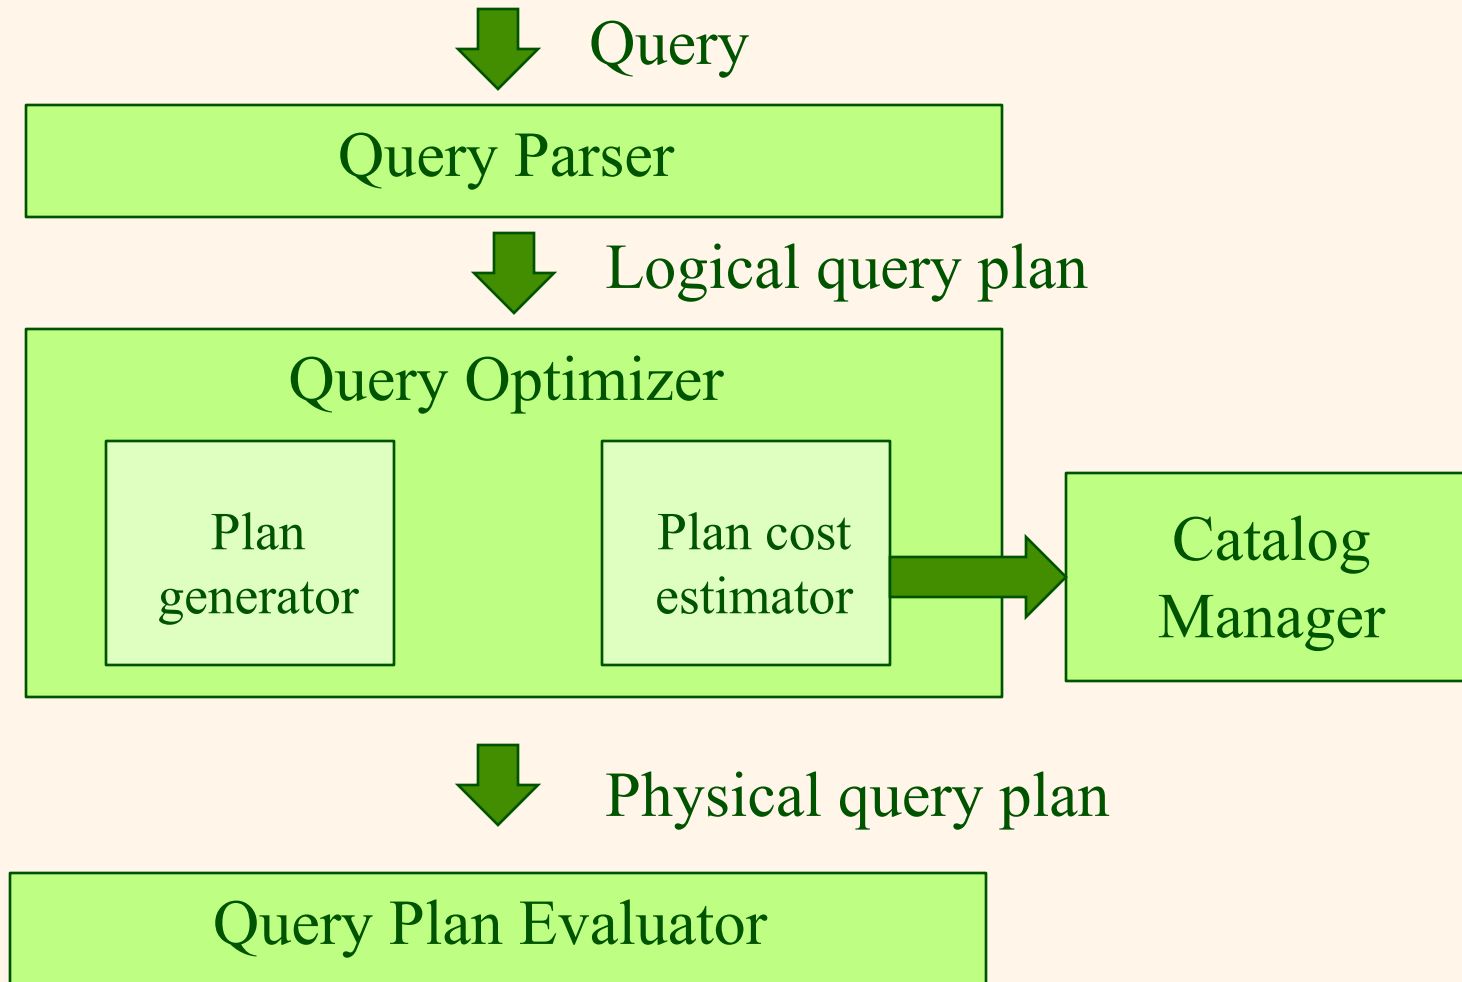 Query
Query Parser
Logical query plan
Query Optimizer
Plan
generator
Plan cost
estimator
Catalog
Manager
Physical query plan
Query Plan Evaluator